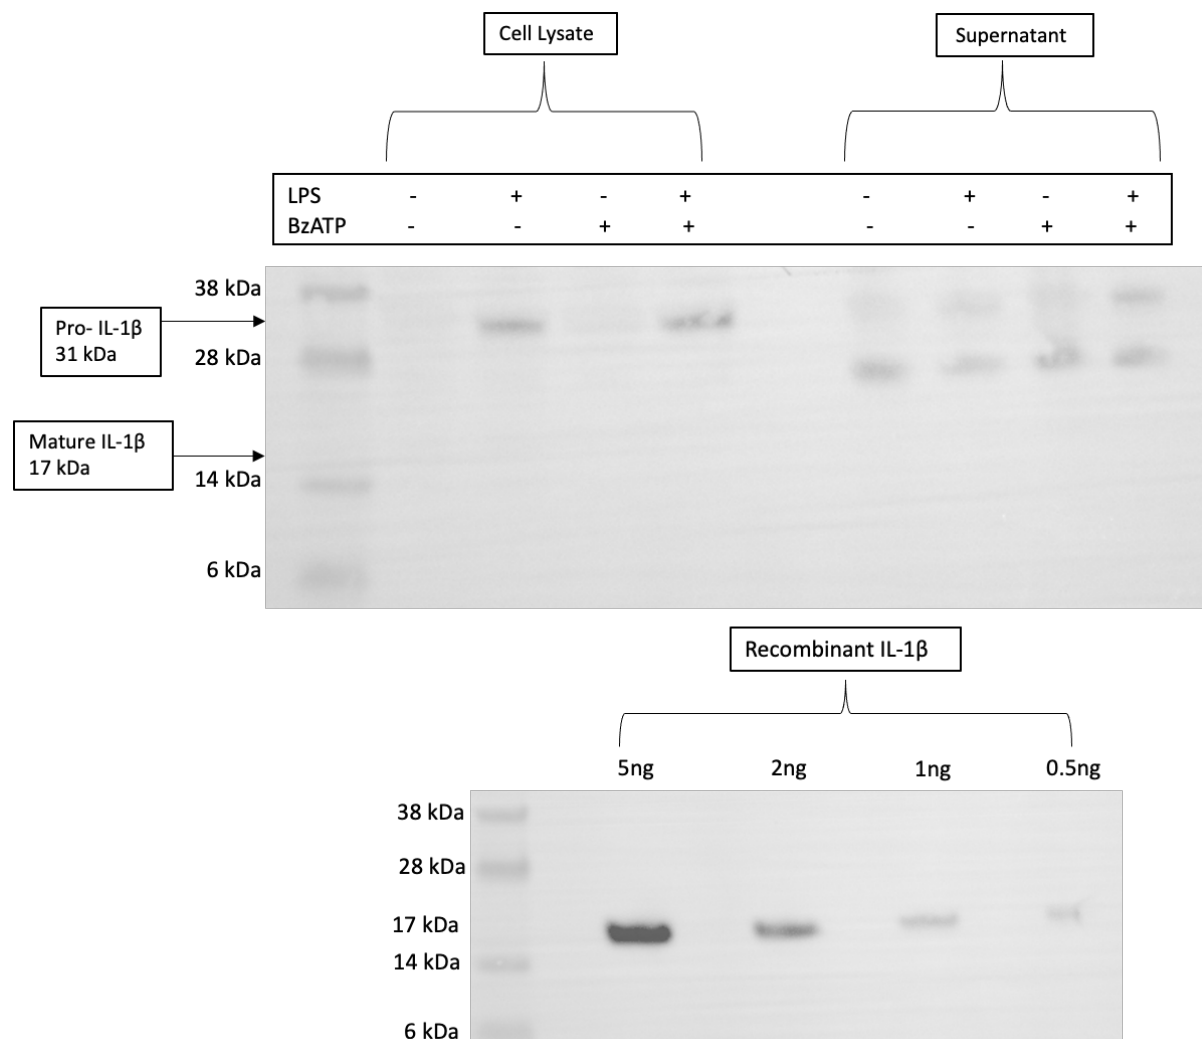 Cell Lysate
Supernatant
LPS - + - + - + - +
BzATP - - + + - - + +
38 kDa
Pro- IL-1β
31 kDa
28 kDa
Mature IL-1β
17 kDa
14 kDa
6 kDa
Recombinant IL-1β
5ng 2ng 1ng 0.5ng
38 kDa
28 kDa
17 kDa
14 kDa
6 kDa